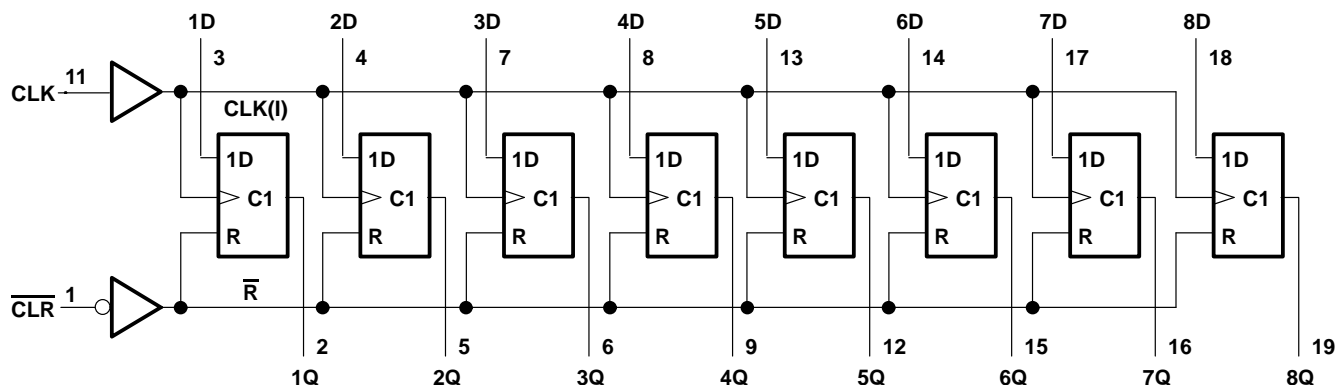 1D 2D 3D 4D 5D 6D 7D 8D
3 4 7 8 13 14 17 18
CLK 11
CLK(I)
1D 1D 1D 1D 1D 1D 1D 1D
C1 C1 C1 C1 C1 C1 C1 C1
R R R R R R R R
C̅L̅R̅ 1
R̅
2 5 6 9 12 15 16 19
1Q 2Q 3Q 4Q 5Q 6Q 7Q 8Q